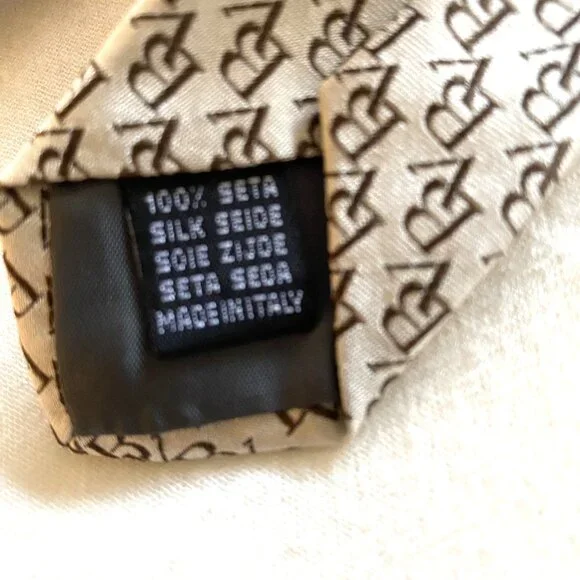 100% SETA
SILK SEIDE
SOIE ZIJDE
SETA SEDA
MADE IN ITALY